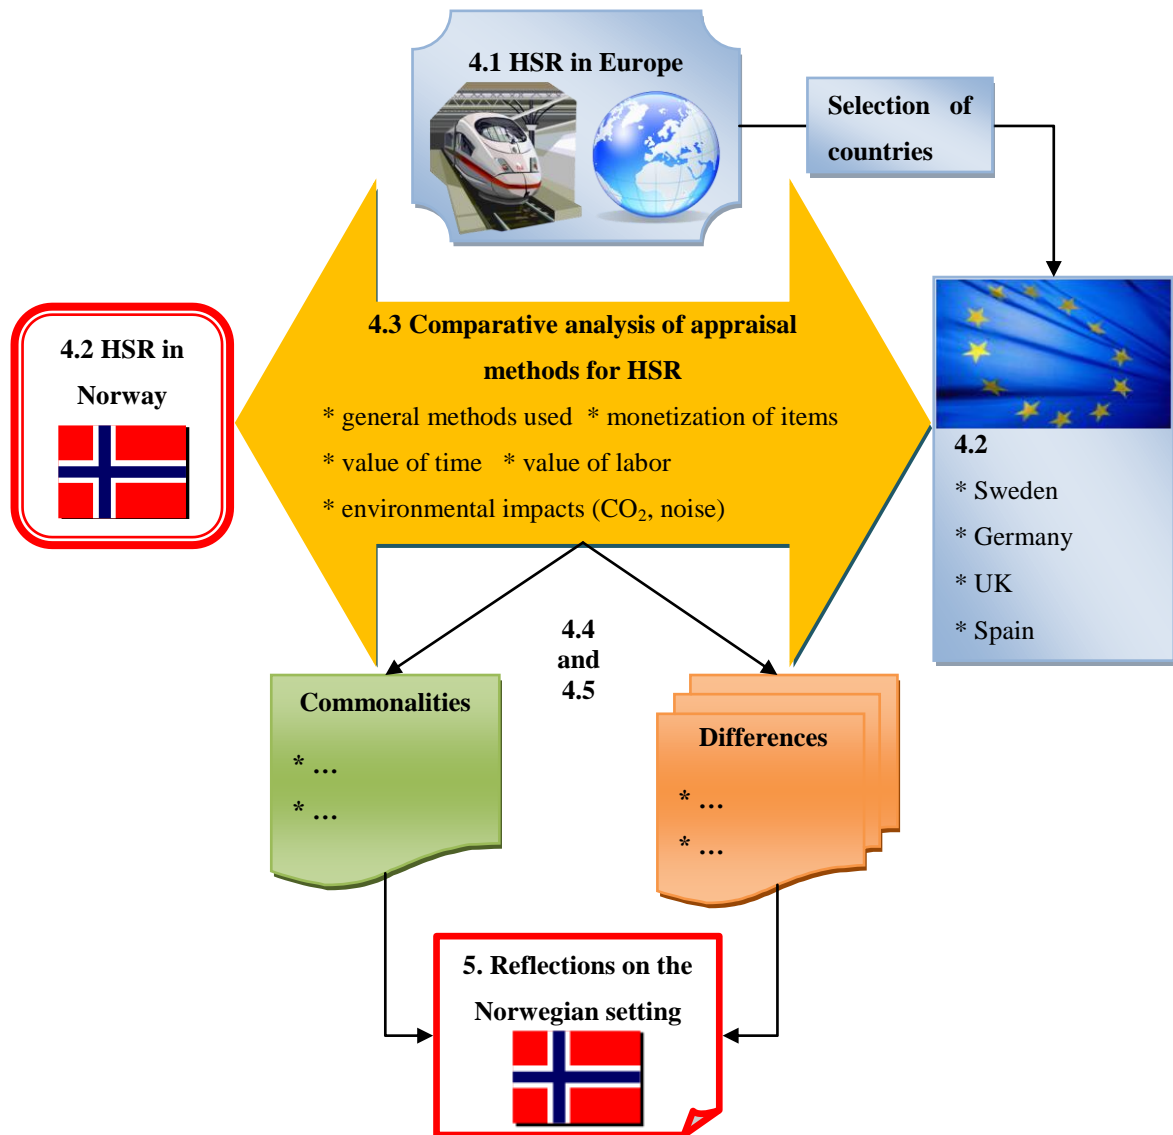 4.1 HSR in Europe
Selection of
countries
4.2 HSR in
Norway
4.3 Comparative analysis of appraisal
methods for HSR
* general methods used * monetization of items
* value of time * value of labor
* environmental impacts (CO₂, noise)
4.2
* Sweden
* Germany
* UK
* Spain
4.4
and
4.5
Commonalities
* …
* …
Differences
* …
* …
5. Reflections on the
Norwegian setting